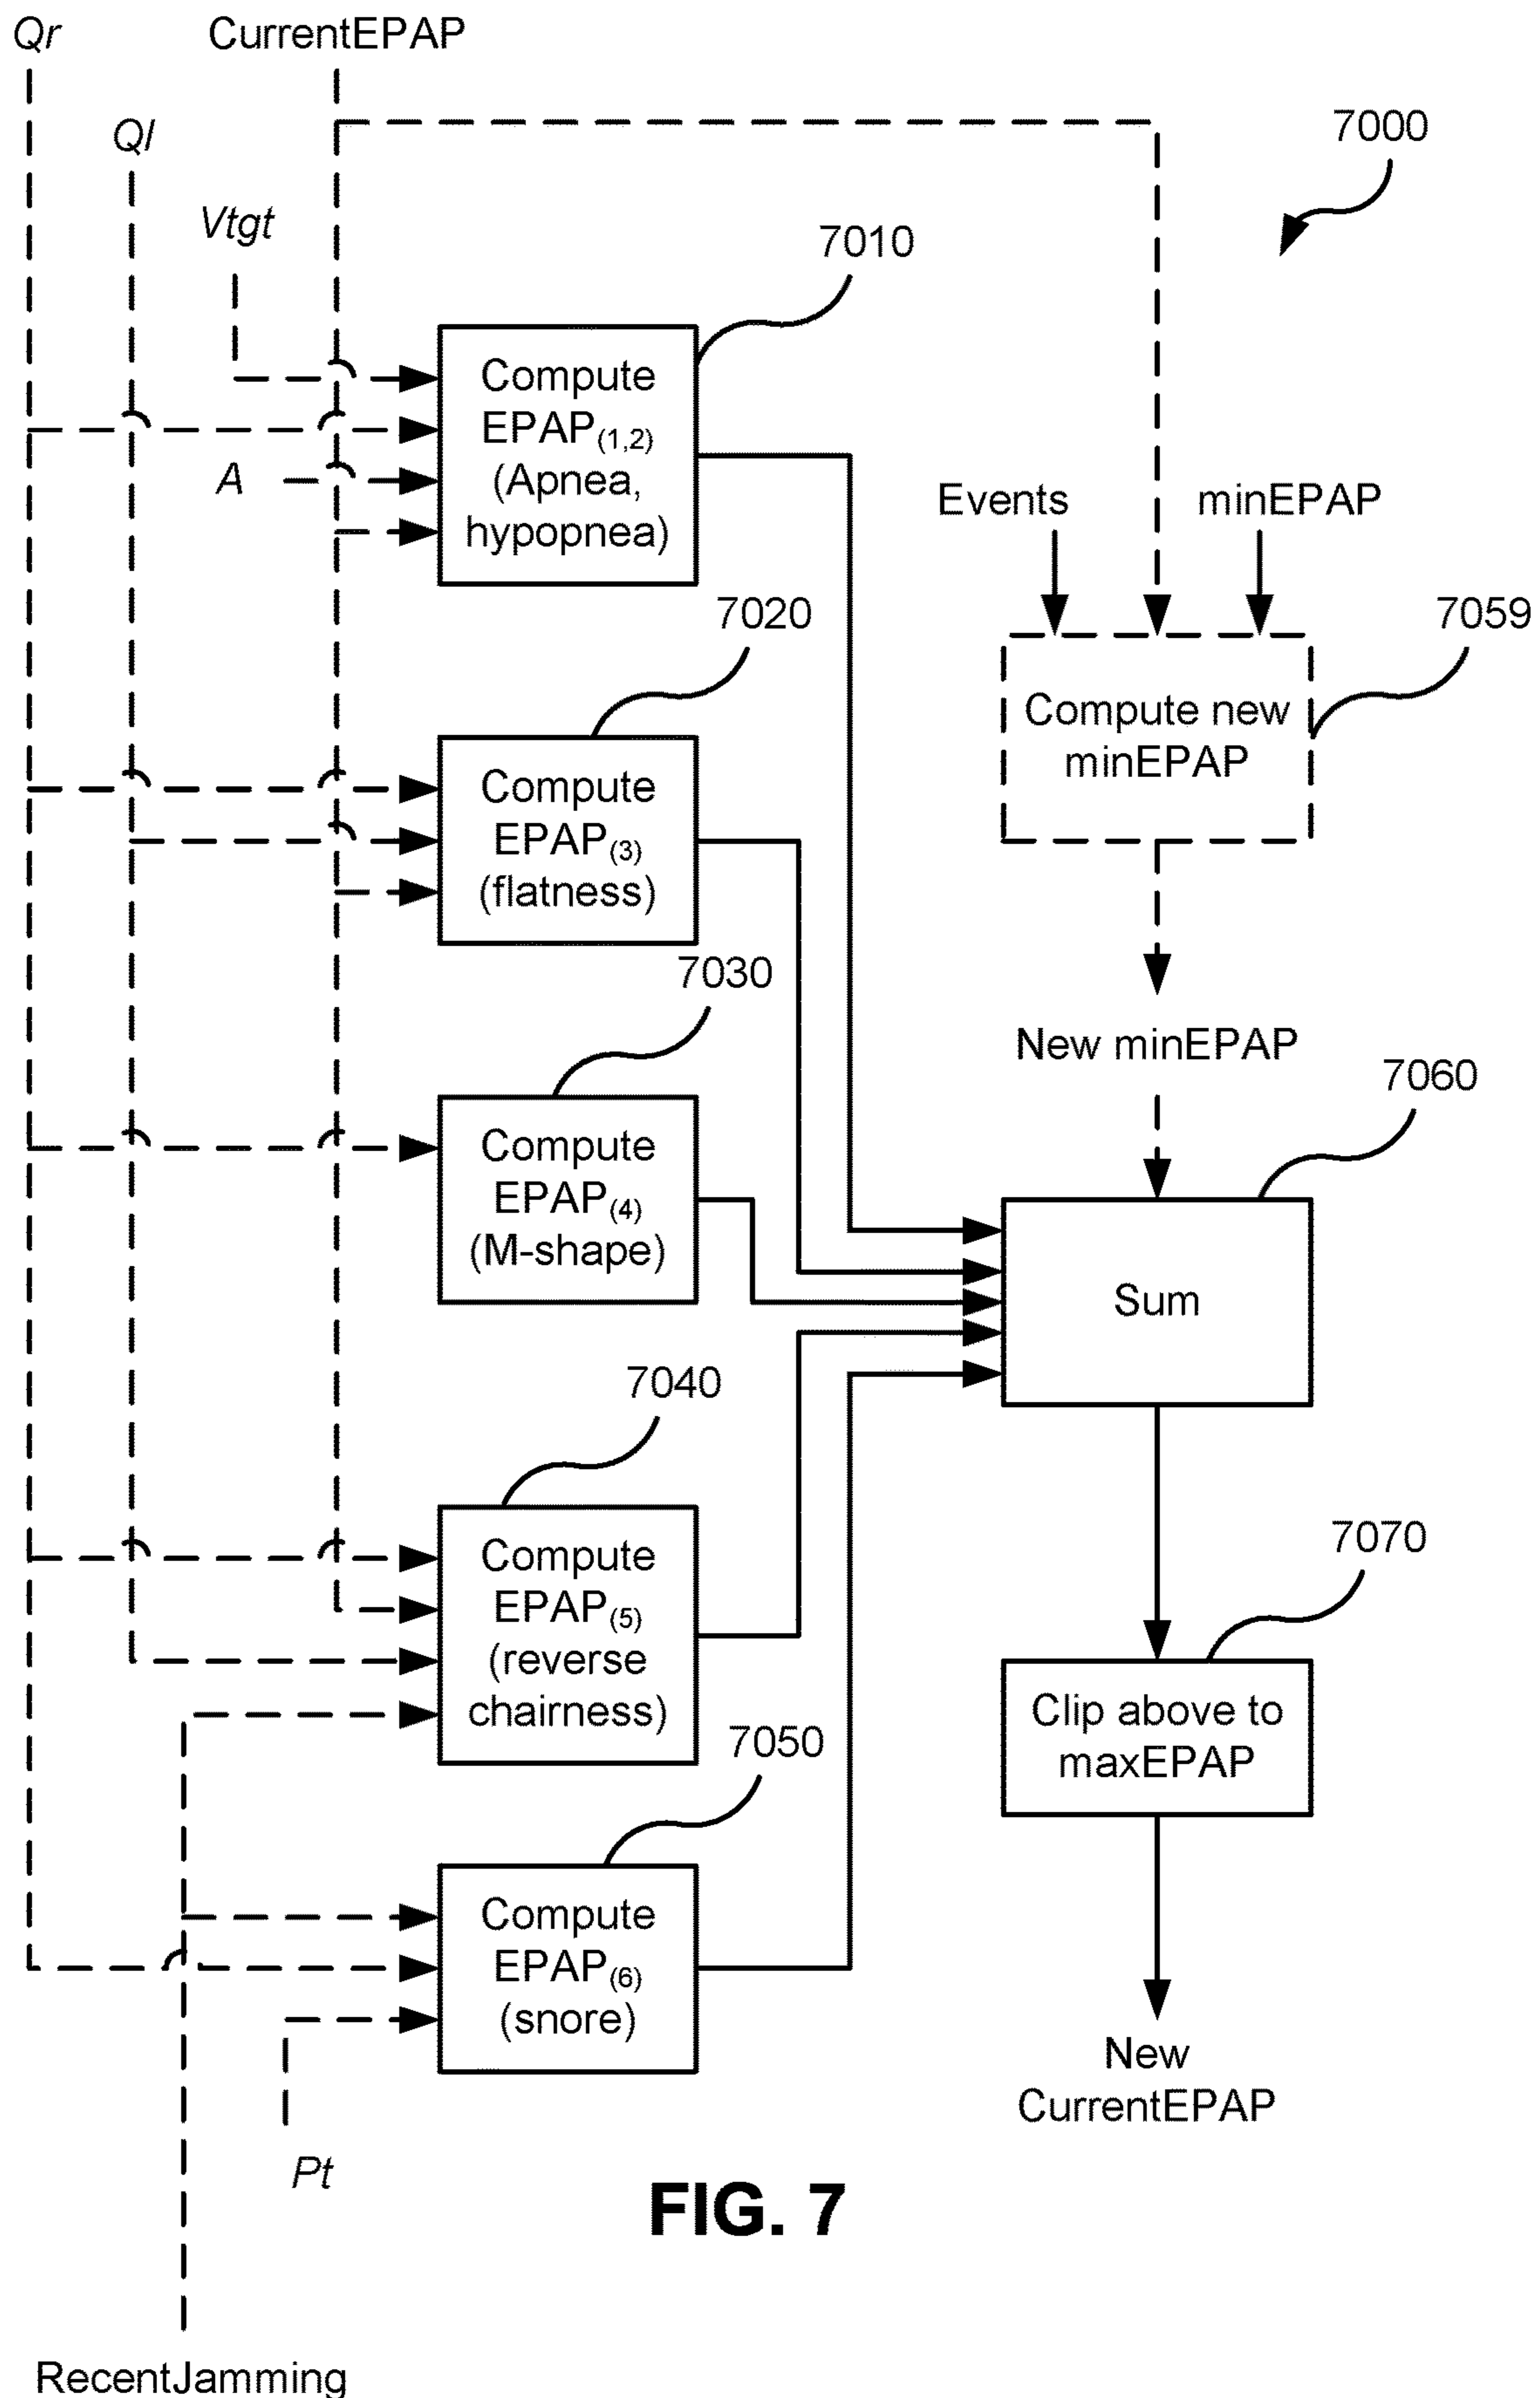 Qr
CurrentEPAP
Ql
Vtgt
7000
7010
Compute
EPAP(1,2)
(Apnea,
hypopnea)
A
Events
minEPAP
7020
7059
Compute new
minEPAP
Compute
EPAP(3)
(flatness)
7030
New minEPAP
7060
Compute
EPAP(4)
(M-shape)
Sum
7040
Compute
EPAP(5)
(reverse
chairness)
7070
Clip above to
maxEPAP
7050
Compute
EPAP(6)
(snore)
New
CurrentEPAP
Pt
FIG. 7
RecentJamming